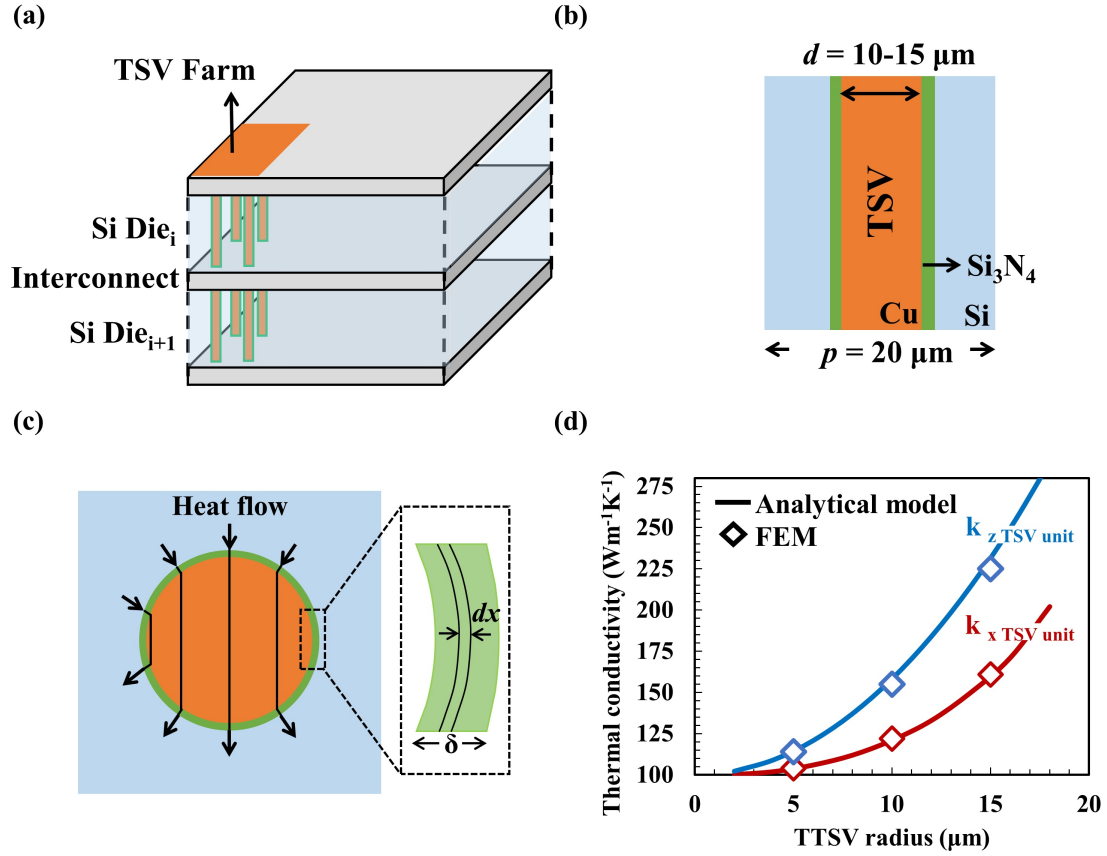 (a)
TSV Farm
Si Dieᵢ
Interconnect
Si Dieᵢ₊₁
(b)
d = 10-15 μm
TSV
Si₃N₄
Cu
Si
p = 20 μm
(c)
Heat flow
dx
δ
(d)
Thermal conductivity (Wm⁻¹K⁻¹)
275
250
225
200
175
150
125
100
Analytical model
FEM
k z TSV unit
k x TSV unit
0
5
10
15
20
TTSV radius (μm)